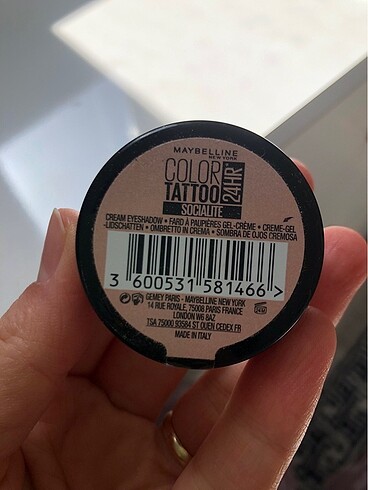 MAYBELLINE
NEW YORK
COLOR
TATTOO
24HR*
SOCIALITE
CREAM EYESHADOW • FARD À PAUPIÈRES GEL-CRÈME • CREME-GEL
-LIDSCHATTEN • OMBRETTO IN CREMA • SOMBRA DE OJOS CREMOSA
3 600531 581466 >
GEMEY PARIS - MAYBELLINE NEW YORK
14 RUE ROYALE, 75008 PARIS FRANCE
LONDON W6 8AZ
TSA 75000 93584 ST OUEN CEDEX FR
MADE IN ITALY
24M